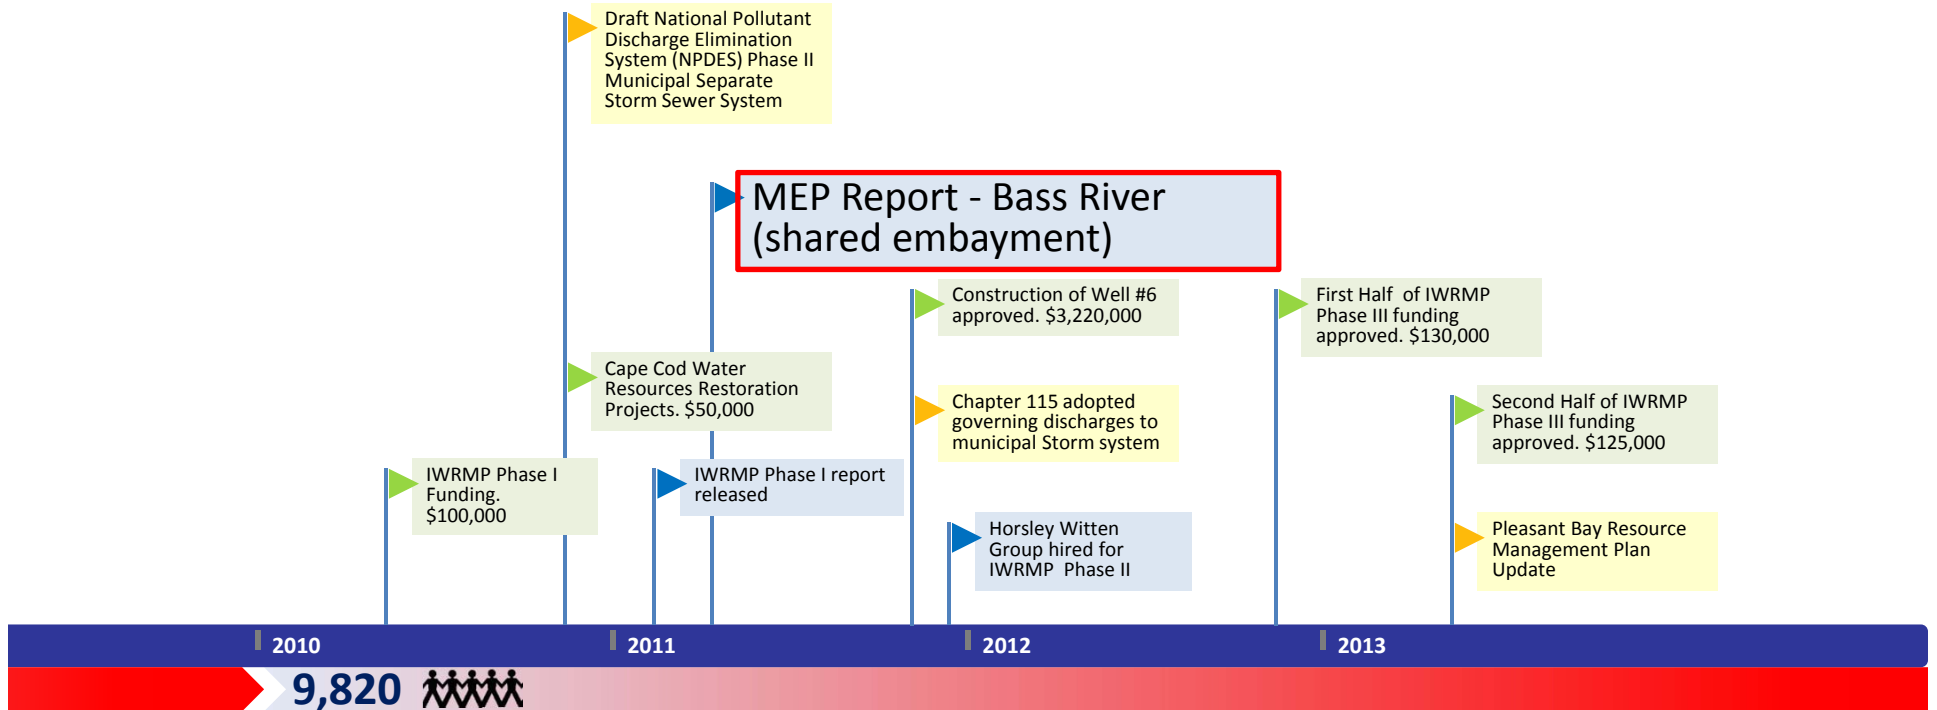 Draft National Pollutant
Discharge Elimination
System (NPDES) Phase II
Municipal Separate
Storm Sewer System
MEP Report - Bass River
(shared embayment)
Construction of Well #6
approved. $3,220,000
First Half  of IWRMP
Phase III funding
approved. $130,000
Cape Cod Water
Resources Restoration
Projects. $50,000
Chapter 115 adopted
governing discharges to
municipal Storm system
Second Half of IWRMP
Phase III funding
approved. $125,000
IWRMP Phase I
Funding.
$100,000
IWRMP Phase I report
released
Horsley Witten
Group hired for
IWRMP  Phase II
Pleasant Bay Resource
Management Plan
Update
2010
2011
2012
2013
9,820